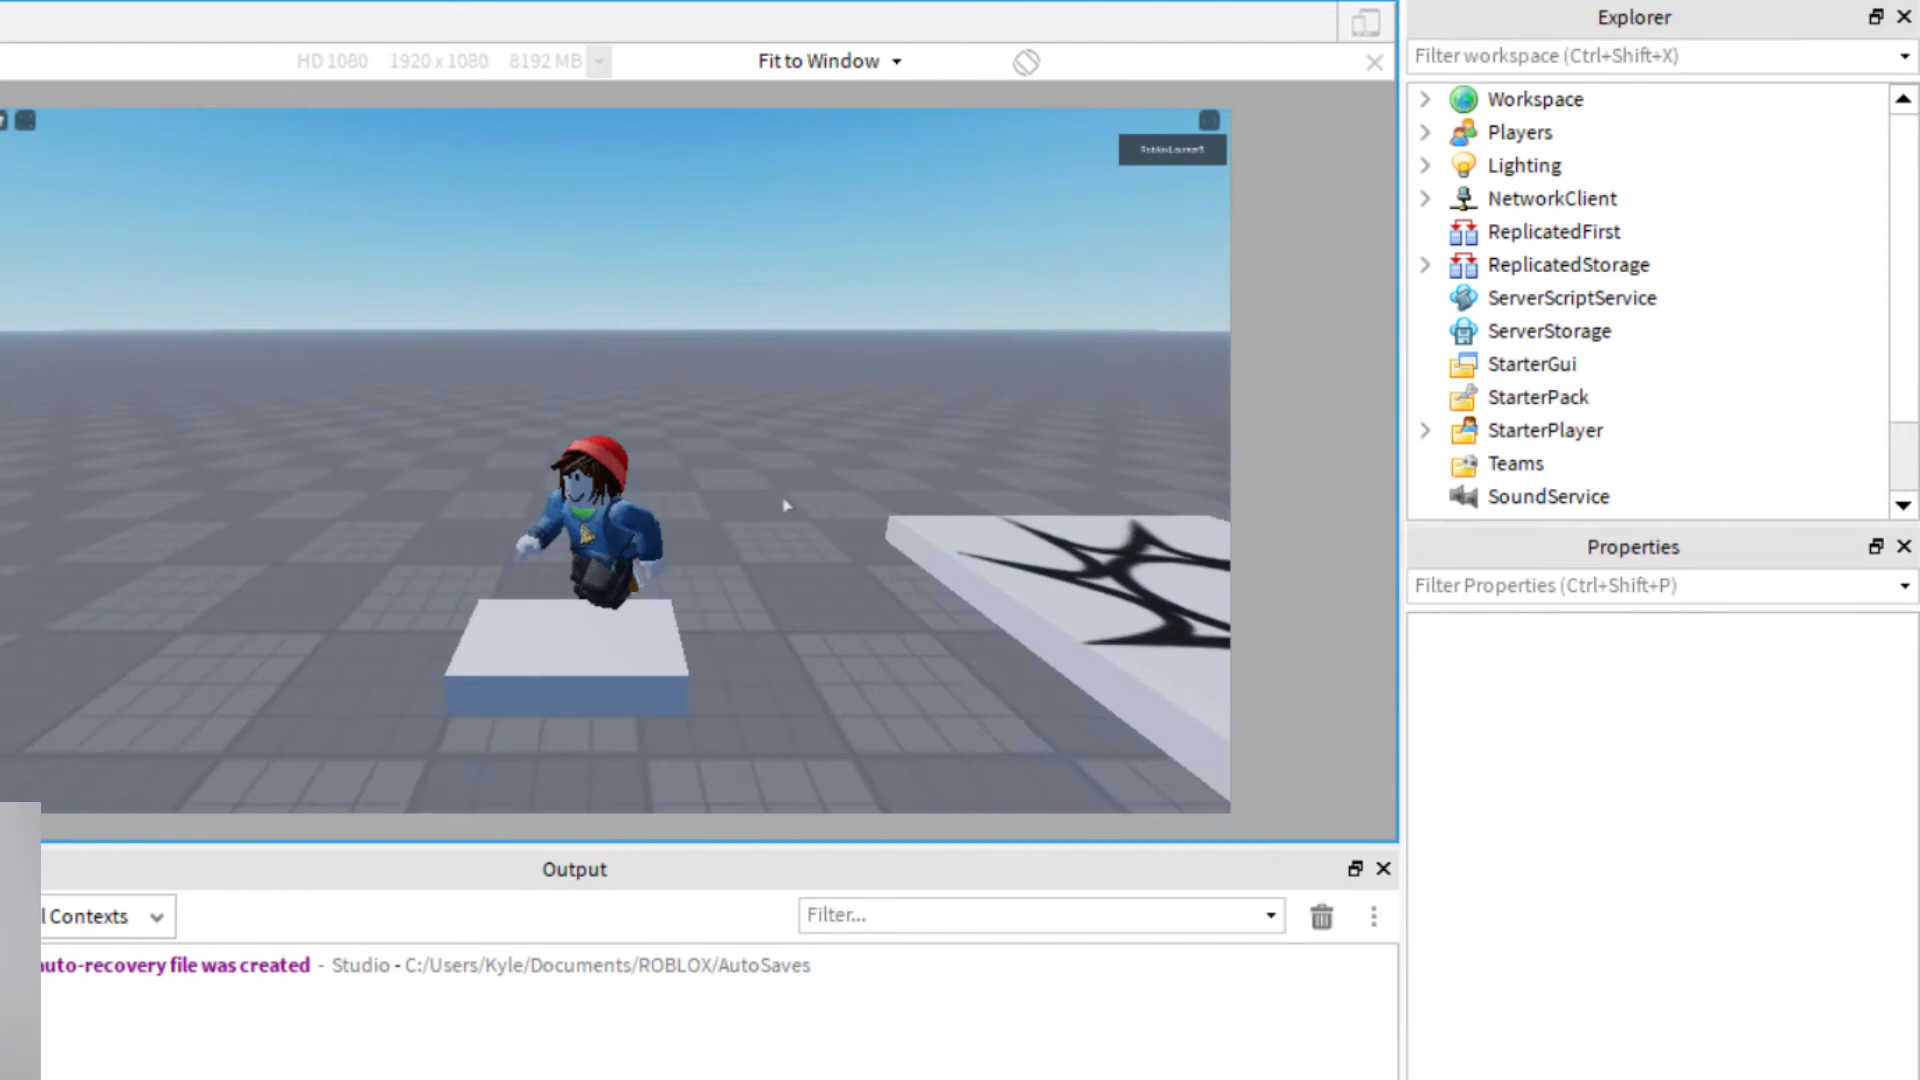 HD 1080 1920 x 1080 8192 MB Fit to Window
Explorer
Filter workspace (Ctrl+Shift+X)
Workspace
Players
Lighting
NetworkClient
ReplicatedFirst
ReplicatedStorage
ServerScriptService
ServerStorage
StarterGui
StarterPack
StarterPlayer
Teams
SoundService
Properties
Filter Properties (Ctrl+Shift+P)
Output
l Contexts
Filter...
auto-recovery file was created - Studio - C:/Users/Kyle/Documents/ROBLOX/AutoSaves